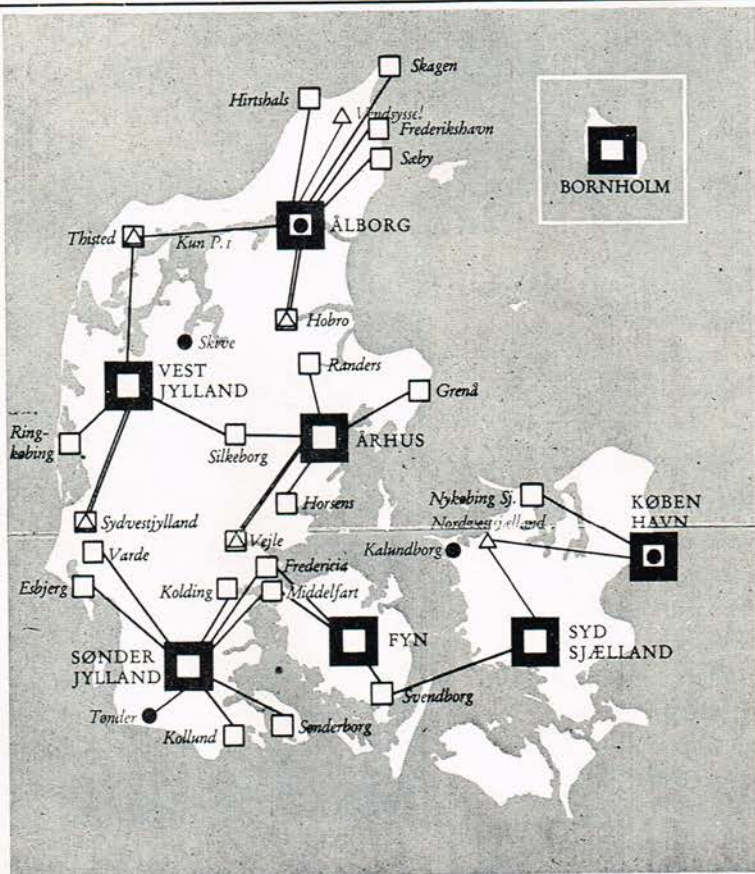 Skagen
Hirtshals
Vendsyssel
Frederikshavn
Sæby
BORNHOLM
ÅLBORG
Thisted
Kun P.1
Hobro
Skive
Randers
VEST
JYLLAND
Grenå
Ring-
købing
Silkeborg
ÅRHUS
Horsens
Nykøbing Sj.
KØBEN
HAVN
Sydvestjylland
Nordvestsjælland
Vejle
Kalundborg
Varde
Fredericia
Esbjerg
Kolding
Middelfart
FYN
SYD
SJÆLLAND
SØNDER
JYLLAND
Svendborg
Tønder
Sønderborg
Kollund